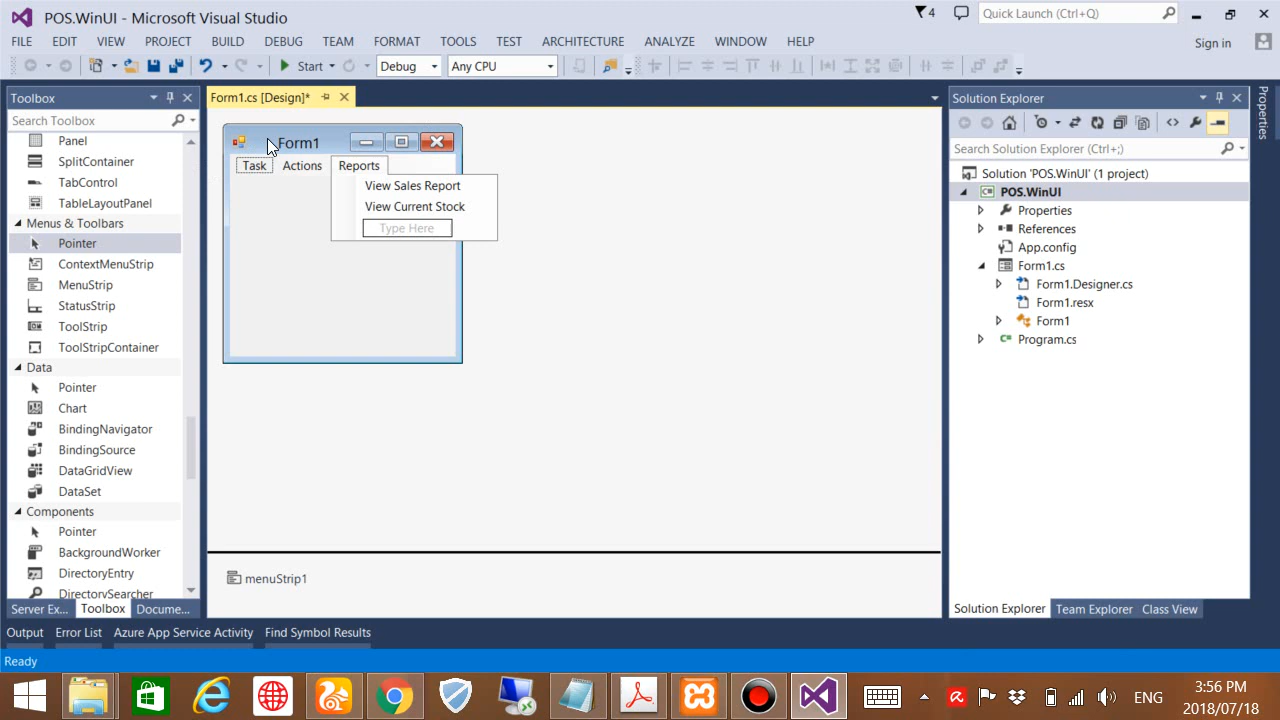 POS.WinUI - Microsoft Visual Studio
4
Quick Launch (Ctrl+Q)
FILE EDIT VIEW PROJECT BUILD DEBUG TEAM FORMAT TOOLS TEST ARCHITECTURE ANALYZE WINDOW HELP
Sign in
Start Debug Any CPU
Toolbox
Search Toolbox
Panel
SplitContainer
TabControl
TableLayoutPanel
Menus & Toolbars
Pointer
ContextMenuStrip
MenuStrip
StatusStrip
ToolStrip
ToolStripContainer
Data
Pointer
Chart
BindingNavigator
BindingSource
DataGridView
DataSet
Components
Pointer
BackgroundWorker
DirectoryEntry
DirectorySearcher
Server Ex... Toolbox Docume...
Form1.cs [Design]*
Form1
Task Actions Reports
View Sales Report
View Current Stock
Type Here
menuStrip1
Solution Explorer
Search Solution Explorer (Ctrl+;)
Solution 'POS.WinUI' (1 project)
POS.WinUI
Properties
References
App.config
Form1.cs
Form1.Designer.cs
Form1.resx
Form1
Program.cs
Solution Explorer Team Explorer Class View
Properties
Output Error List Azure App Service Activity Find Symbol Results
Ready
ENG
3:56 PM
2018/07/18